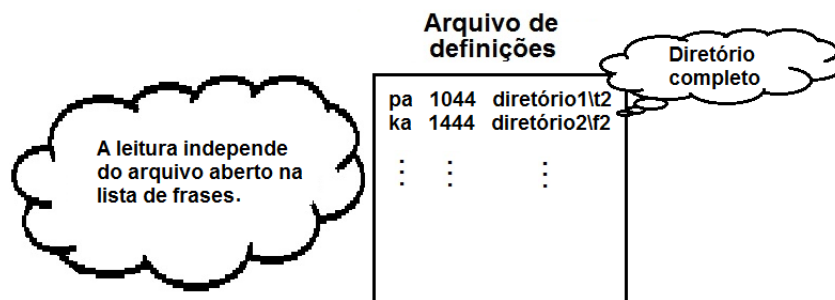 Arquivo de
definições
Diretório
completo
pa 1044 diretório1\t2
ka 1444 diretório2\f2
A leitura independe
do arquivo aberto na
lista de frases.